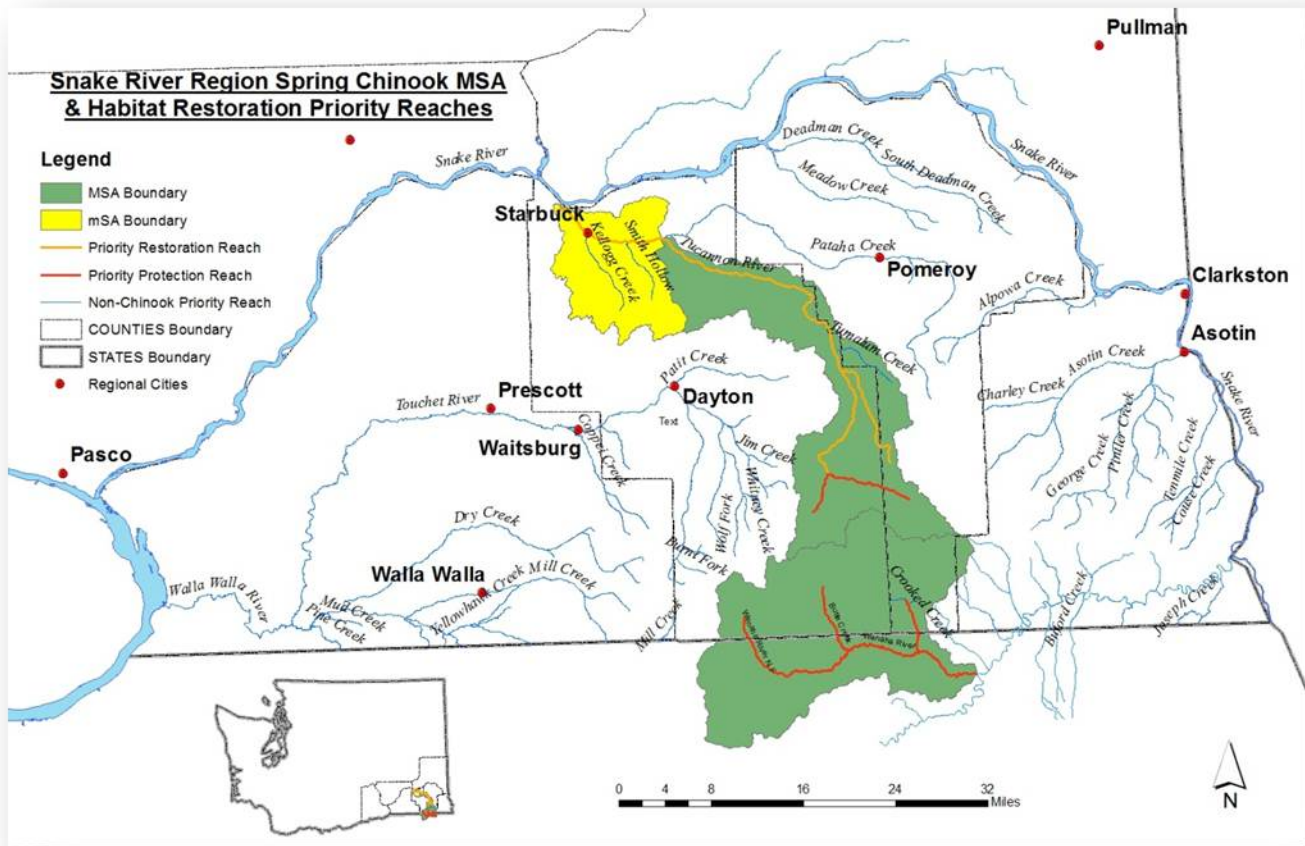 Snake River Region Spring Chinook MSA
& Habitat Restoration Priority Reaches
Legend
MSA Boundary
mSA Boundary
Priority Restoration Reach
Priority Protection Reach
Non-Chinook Priority Reach
COUNTIES Boundary
STATES Boundary
Regional Cities
Pullman
Snake River
Deadman Creek
South Deadman Creek
Meadow Creek
Snake River
Starbuck
Kellogg Creek
Smith Hollow
Tucannon River
Pataha Creek
Pomeroy
Alpowa Creek
Clarkston
Asotin
Tumalum Creek
Asotin Creek
Charley Creek
Snake River
Patit Creek
Dayton
Text
Prescott
Touchet River
Waitsburg
Coppei Creek
Jim Creek
Whitney Creek
Wolf Fork
George Creek
Pintler Creek
Tenmile Creek
Couse Creek
Pasco
Dry Creek
Burnt Fork
Walla Walla
Mill Creek
Yellowhawk Creek
Walla Walla River
Mud Creek
Pine Creek
Mill Creek
Crooked Creek
Butte Creek
Wenaha River
Buford Creek
Joseph Creek
0 4 8 16 24 32
Miles
N